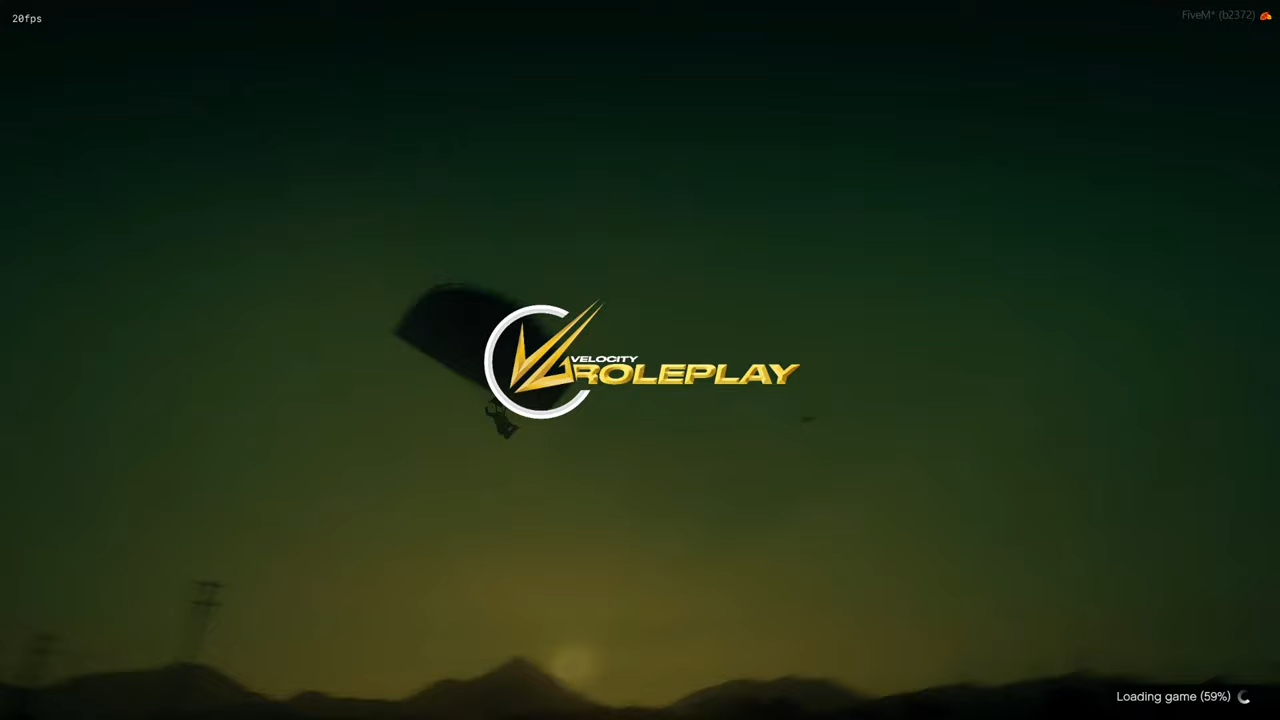 20fps
FiveM* (b2372)
VELOCITY
ROLEPLAY
Loading game (59%)